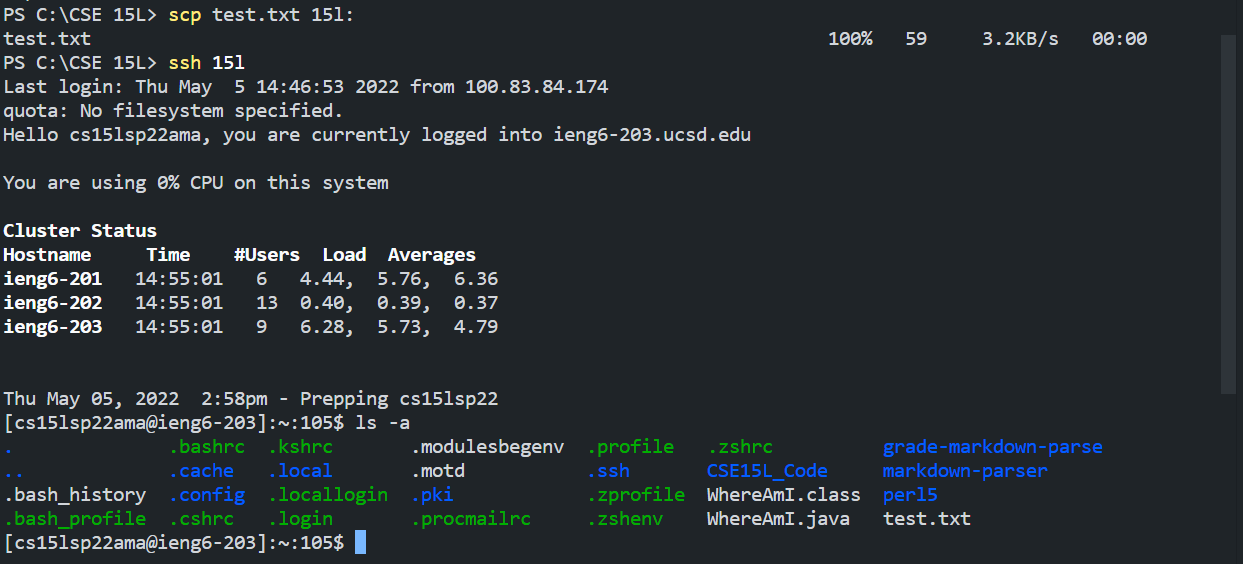 PS C:\CSE 15L> scp test.txt 15l:
test.txt                                                                   100%   59     3.2KB/s   00:00
PS C:\CSE 15L> ssh 15l
Last login: Thu May  5 14:46:53 2022 from 100.83.84.174
quota: No filesystem specified.
Hello cs15lsp22ama, you are currently logged into ieng6-203.ucsd.edu

You are using 0% CPU on this system

Cluster Status
Hostname     Time    #Users  Load  Averages
ieng6-201   14:55:01   6   4.44,  5.76,  6.36
ieng6-202   14:55:01   13  0.40,  0.39,  0.37
ieng6-203   14:55:01   9   6.28,  5.73,  4.79

Thu May 05, 2022  2:58pm - Prepping cs15lsp22
[cs15lsp22ama@ieng6-203]:~:105$ ls -a
.              .bashrc  .kshrc       .modulesbegenv  .profile   .zshrc         grade-markdown-parse
..             .cache   .local       .motd           .ssh       CSE15L_Code    markdown-parser
.bash_history  .config  .locallogin  .pki            .zprofile  WhereAmI.class  perl5
.bash_profile  .cshrc   .login       .procmailrc     .zshenv    WhereAmI.java  test.txt
[cs15lsp22ama@ieng6-203]:~:105$